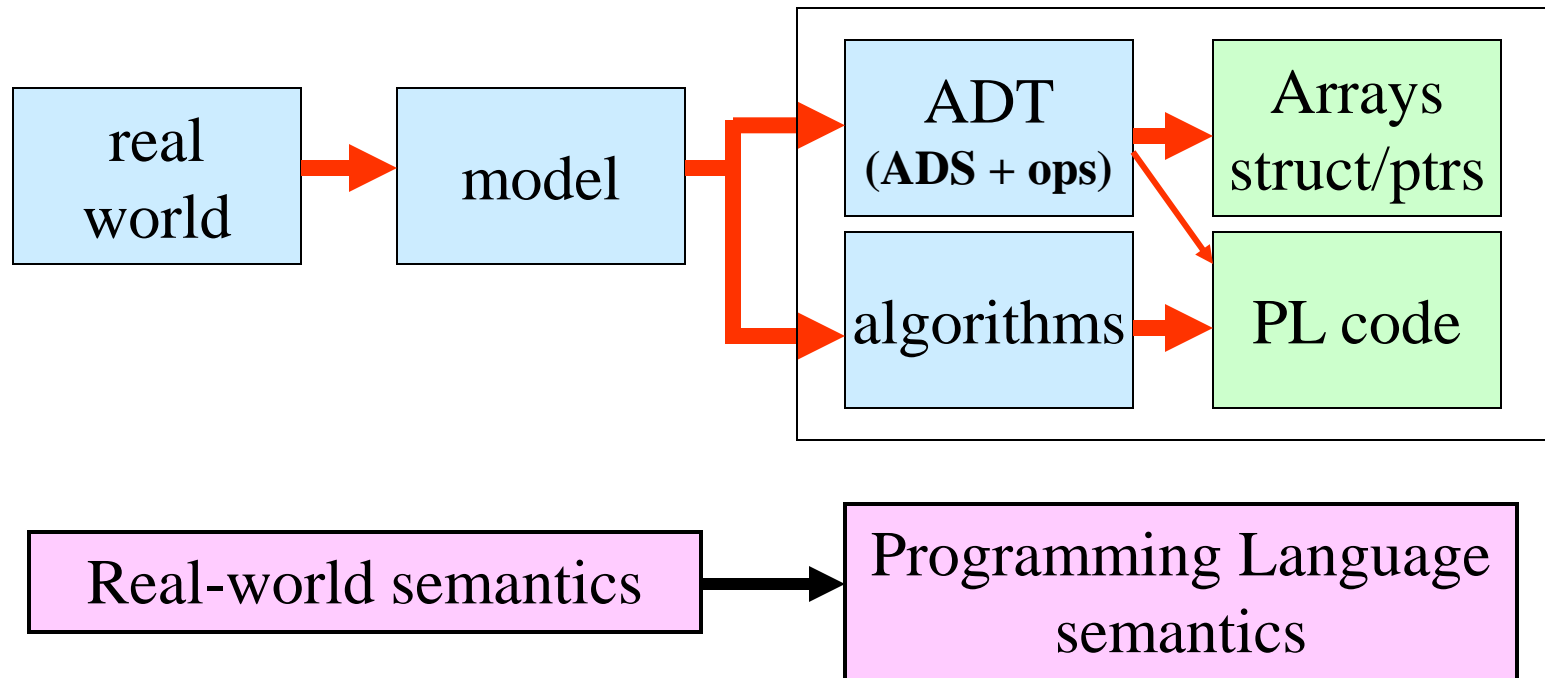 real
world
model
ADT
(ADS + ops)
Arrays
struct/ptrs
algorithms
PL code
Real-world semantics
Programming Language
semantics